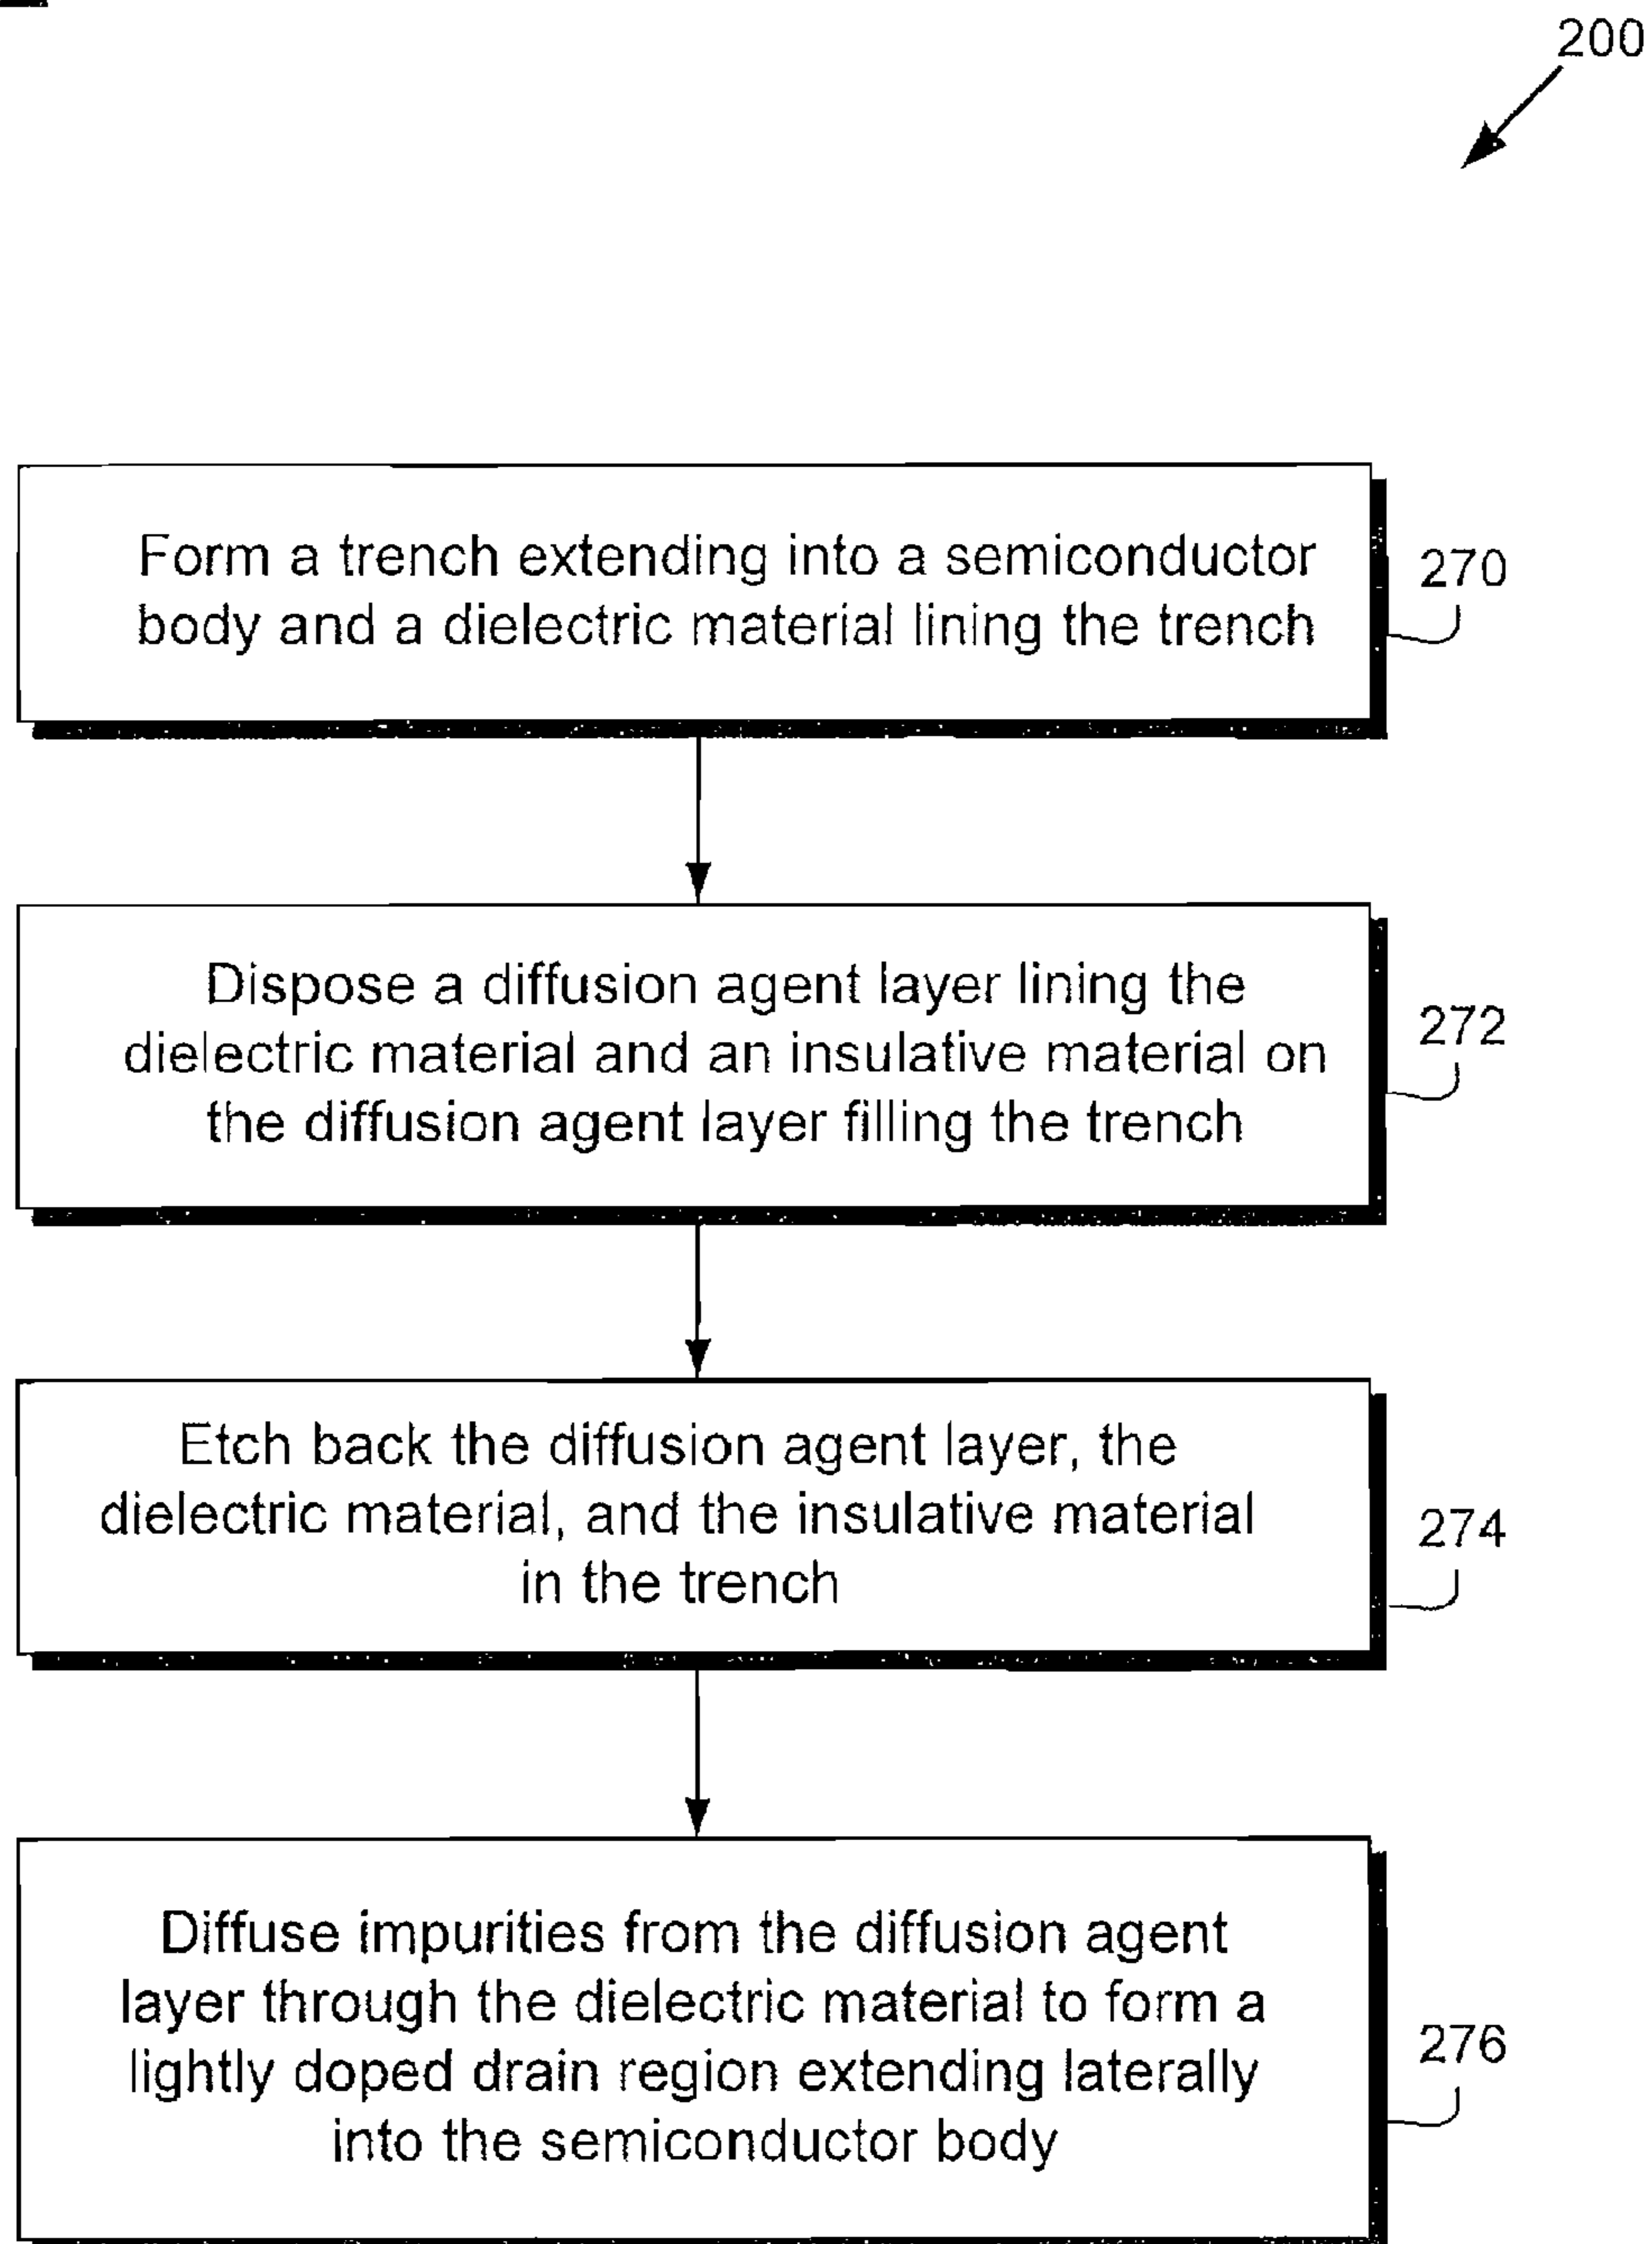 200
Form a trench extending into a semiconductor
body and a dielectric material lining the trench
270
Dispose a diffusion agent layer lining the
dielectric material and an insulative material on
the diffusion agent layer filling the trench
272
Etch back the diffusion agent layer, the
dielectric material, and the insulative material
in the trench
274
Diffuse impurities from the diffusion agent
layer through the dielectric material to form a
lightly doped drain region extending laterally
into the semiconductor body
276